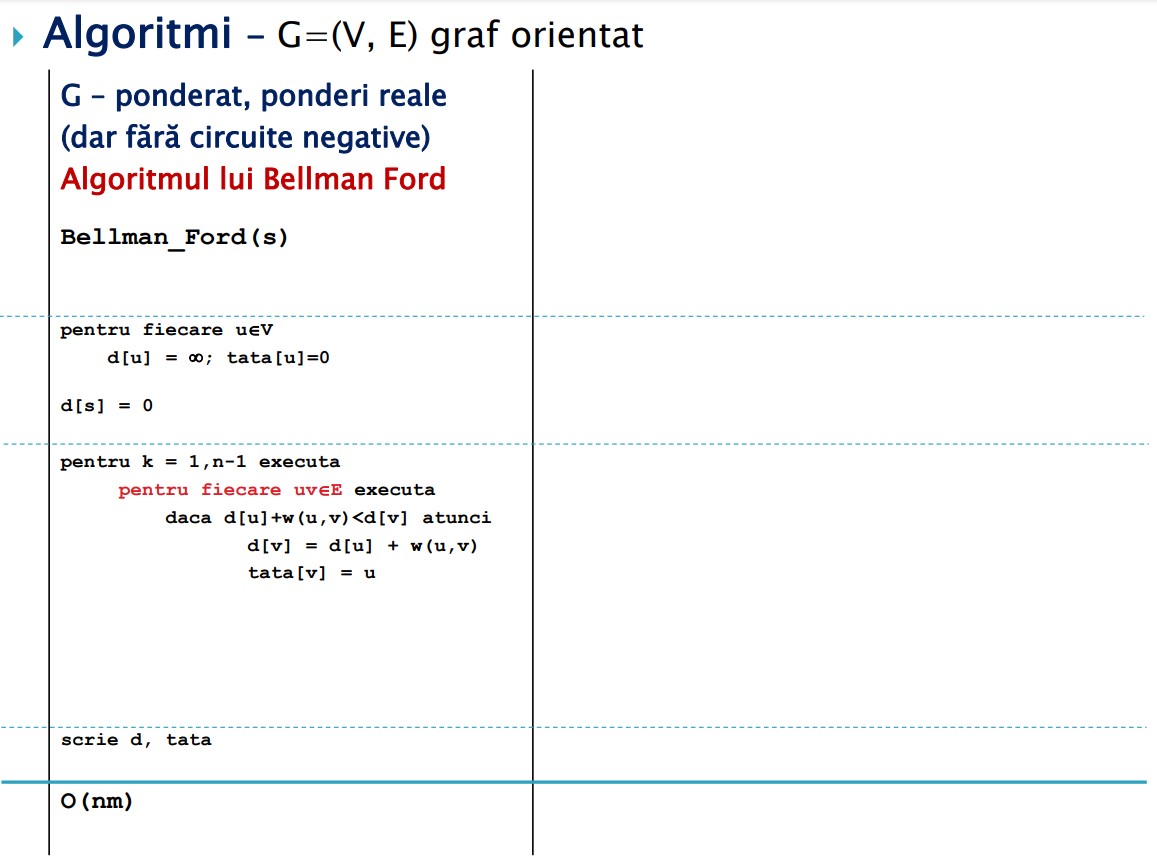 Algoritmi – G=(V, E) graf orientat
G – ponderat, ponderi reale
(dar fără circuite negative)
Algoritmul lui Bellman Ford
Bellman_Ford(s)
pentru fiecare u∈V
d[u] = ∞; tata[u]=0
d[s] = 0
pentru k = 1,n-1 executa
pentru fiecare uv∈E executa
daca d[u]+w(u,v)<d[v] atunci
d[v] = d[u] + w(u,v)
tata[v] = u
scrie d, tata
O(nm)